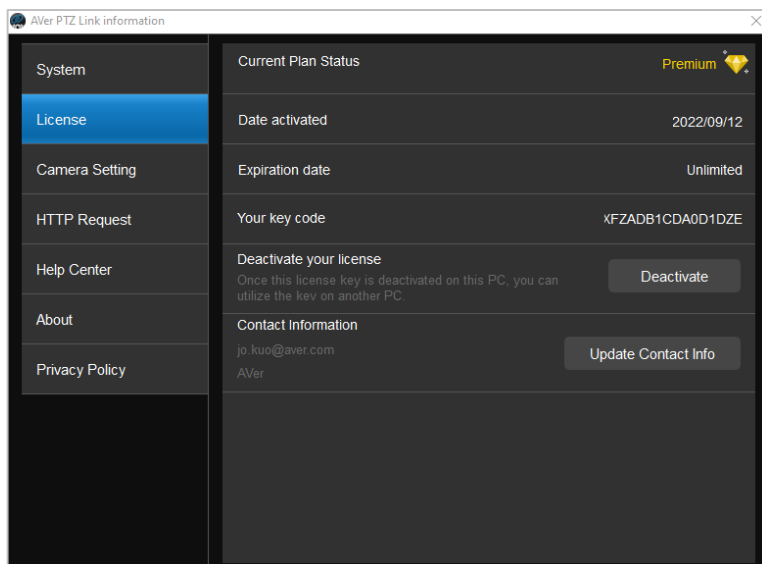 AVer PTZ Link information
System
License
Camera Setting
HTTP Request
Help Center
About
Privacy Policy
Current Plan Status
Premium
Date activated
2022/09/12
Expiration date
Unlimited
Your key code
XFZADB1CDA0D1DZE
Deactivate your license
Once this license key is deactivated on this PC, you can
utilize the key on another PC.
Deactivate
Contact Information
jo.kuo@aver.com
AVer
Update Contact Info